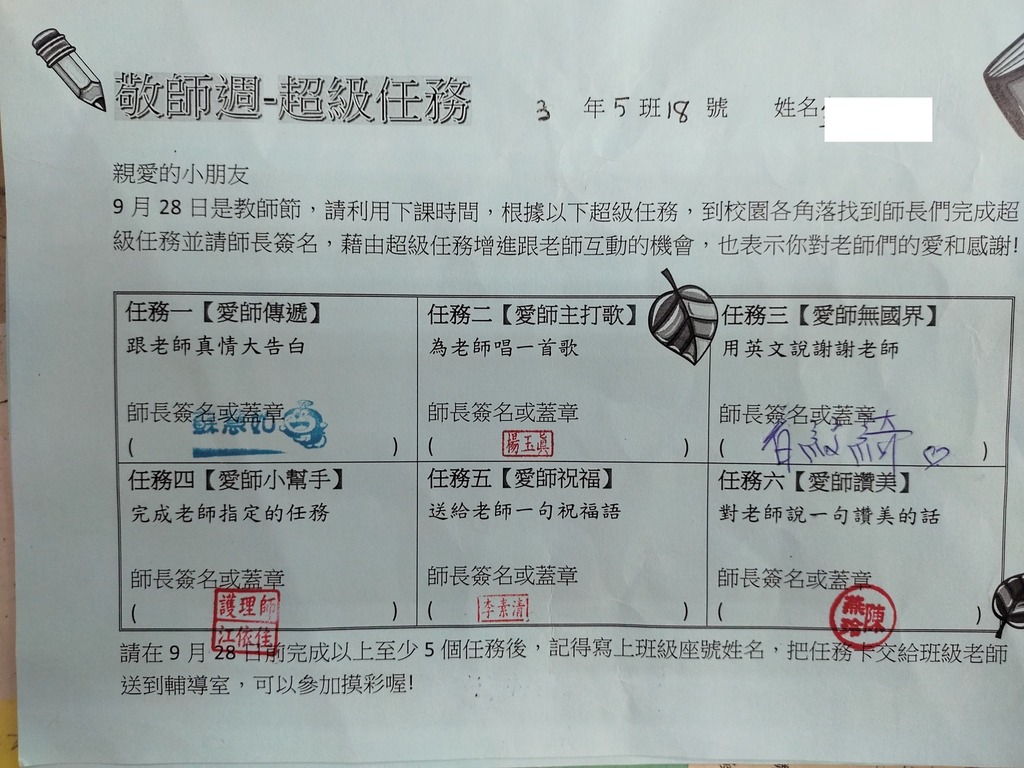 敬師週-超級任務 3 年 5 班 18 號 姓名
親愛的小朋友
9 月 28 日是教師節，請利用下課時間，根據以下超級任務，到校園各角落找到師長們完成超
級任務並請師長簽名，藉由超級任務增進跟老師互動的機會，也表示你對老師們的愛和感謝!
任務一【愛師傳遞】
跟老師真情大告白
師長簽名或蓋章
( )
任務二【愛師主打歌】
為老師唱一首歌
師長簽名或蓋章
( 楊玉真 )
任務三【愛師無國界】
用英文說謝謝老師
師長簽名或蓋章
( )
任務四【愛師小幫手】
完成老師指定的任務
師長簽名或蓋章
( 護理師
江依佳 )
任務五【愛師祝福】
送給老師一句祝福語
師長簽名或蓋章
( 李素清 )
任務六【愛師讚美】
對老師說一句讚美的話
師長簽名或蓋章
( 陳燕玲 )
請在 9 月 28 日前完成以上至少 5 個任務後，記得寫上班級座號姓名，把任務卡交給班級老師
送到輔導室，可以參加摸彩喔!